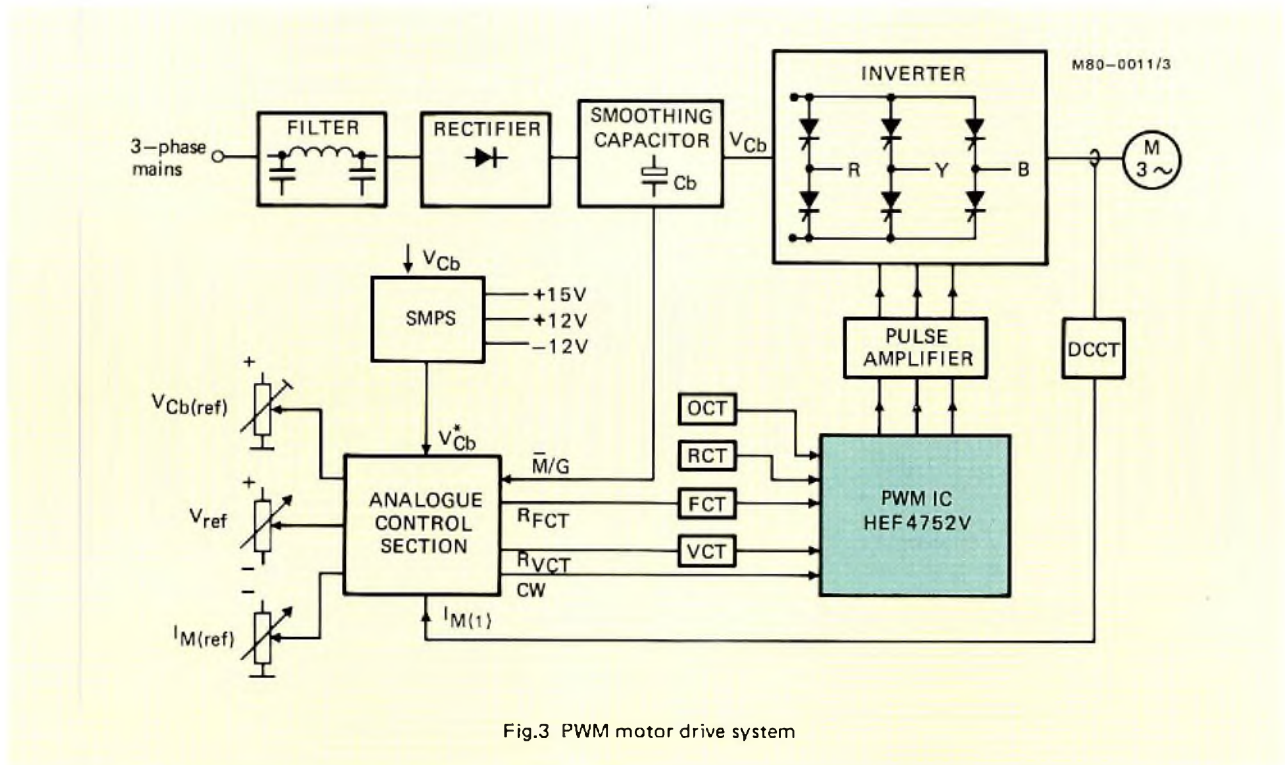 M80-0011/3
3-phase
mains
FILTER
RECTIFIER
SMOOTHING
CAPACITOR
Cb
VCb
INVERTER
R
Y
B
M
3~
VCb
SMPS
+15V
+12V
-12V
PULSE
AMPLIFIER
DCCT
+
VCb(ref)
V*Cb
OCT
RCT
M̅/G
ANALOGUE
CONTROL
SECTION
+
Vref
-
RFCT
FCT
PWM IC
HEF4752V
RVCT
VCT
CW
-
IM(ref)
IM(1)
Fig.3 PWM motor drive system